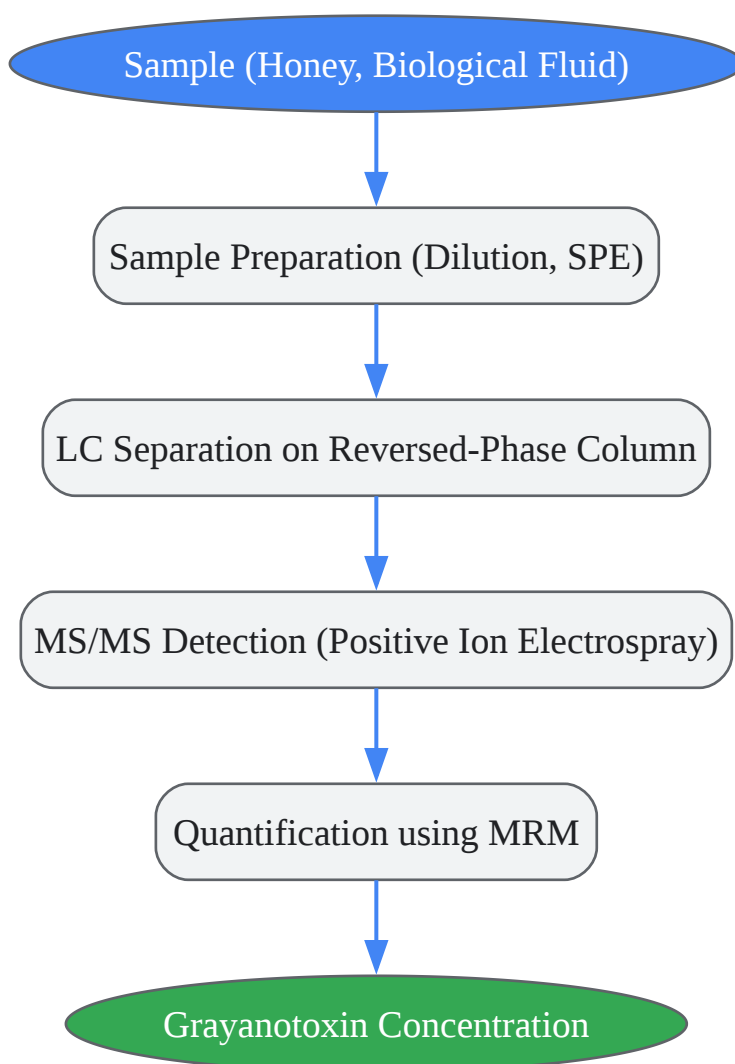 Sample (Honey, Biological Fluid)
Sample Preparation (Dilution, SPE)
LC Separation on Reversed-Phase Column
MS/MS Detection (Positive Ion Electrospray)
Quantification using MRM
Grayanotoxin Concentration